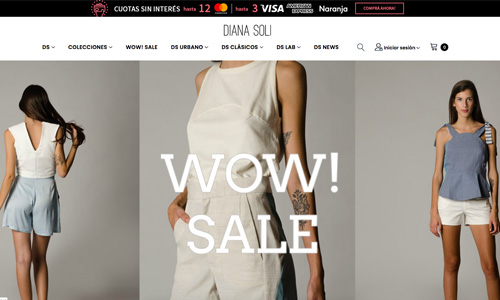 CUOTAS SIN INTERÉS hasta 12 hasta 3 VISA AMERICAN EXPRESS Naranja COMPRÁ AHORA!
DIANA SOLI
DS COLECCIONES WOW! SALE DS URBANO DS CLÁSICOS DS LAB DS NEWS Iniciar sesión 0
WOW!
SALE